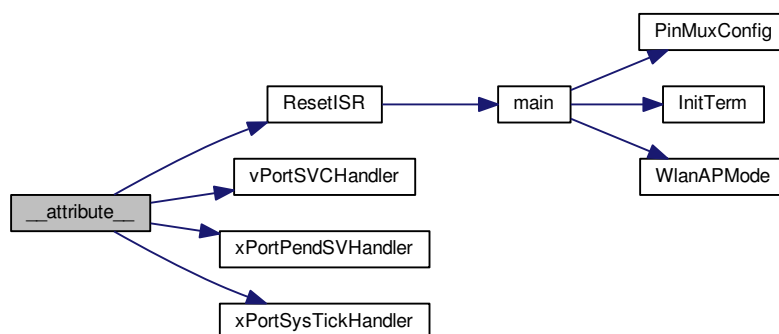 __attribute__
ResetISR
vPortSVCHandler
xPortPendSVHandler
xPortSysTickHandler
main
PinMuxConfig
InitTerm
WlanAPMode